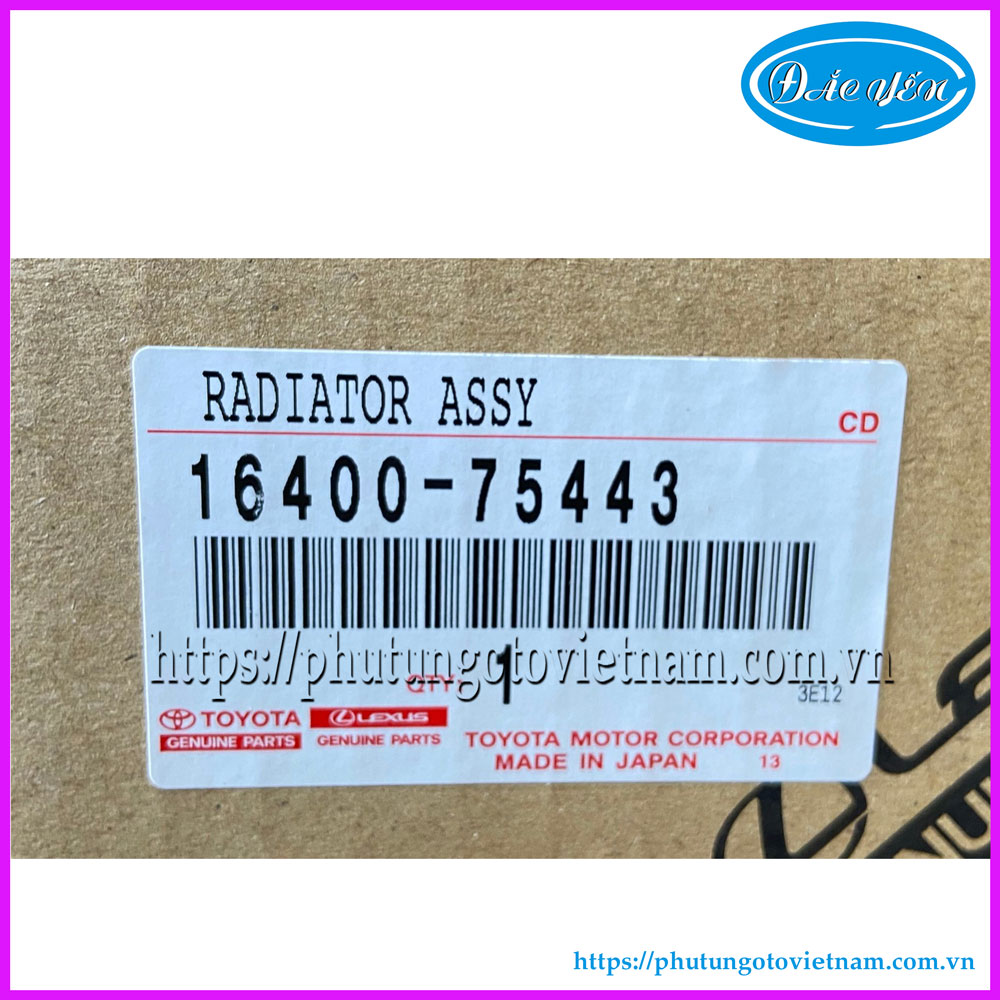 ĐẮC YẾN
RADIATOR ASSY
CD
16400-75443
https://phutungotovietnam.com.vn
QTY: 1
3E12
TOYOTA
GENUINE PARTS
LEXUS
GENUINE PARTS
TOYOTA MOTOR CORPORATION
MADE IN JAPAN 13
https://phutungotovietnam.com.vn